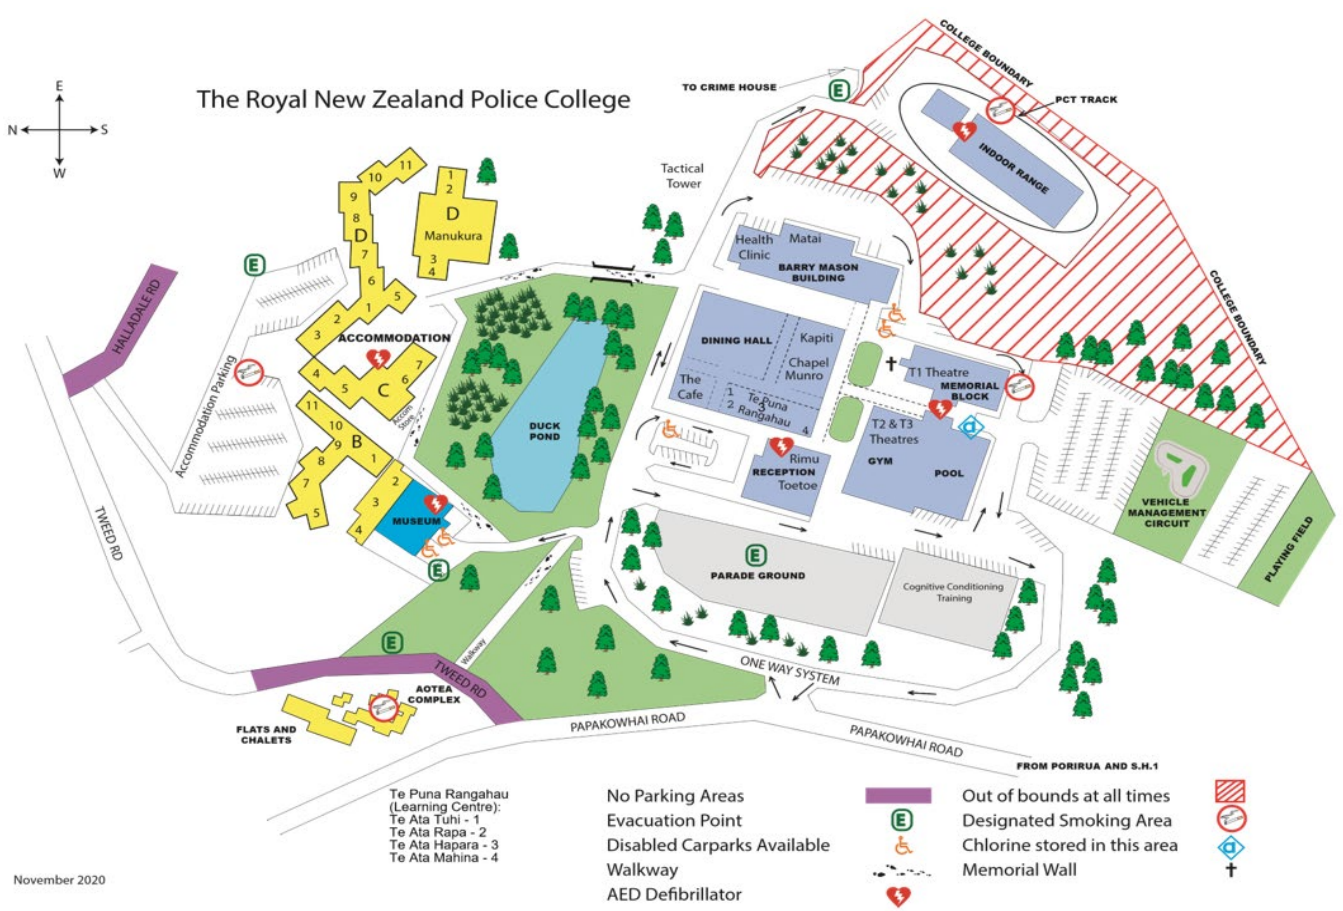 The Royal New Zealand Police College
E
N
S
W
COLLEGE BOUNDARY
TO CRIME HOUSE
E
PCT TRACK
INDOOR RANGE
Tactical
Tower
COLLEGE BOUNDARY
Health
Clinic
Matai
BARRY MASON
BUILDING
DINING HALL
Kapiti
Chapel
Munro
The
Cafe
1
2
Te Puna
3
Rangahau
4
T1 Theatre
MEMORIAL
BLOCK
T2 & T3
Theatres
GYM
POOL
Rimu
RECEPTION
Toetoe
VEHICLE
MANAGEMENT
CIRCUIT
PLAYING FIELD
E
PARADE GROUND
Cognitive Conditioning
Training
ONE WAY SYSTEM
11
10
9
8
D
7
6
5
1
2
3
1
2
D
Manukura
3
4
E
HALLADALE RD
ACCOMMODATION
4
5
C
6
7
Accom
Store
Accommodation Parking
11
10
9
B
8
1
7
5
2
3
4
MUSEUM
E
DUCK
POND
TWEED RD
E
Walkway
TWEED RD
AOTEA
COMPLEX
FLATS AND
CHALETS
PAPAKOWHAI ROAD
PAPAKOWHAI ROAD
FROM PORIRUA AND S.H.1
Te Puna Rangahau
(Learning Centre):
Te Ata Tuhi - 1
Te Ata Rapa - 2
Te Ata Hapara - 3
Te Ata Mahina - 4
No Parking Areas
Evacuation Point
E
Disabled Carparks Available
Walkway
AED Defibrillator
Out of bounds at all times
Designated Smoking Area
Chlorine stored in this area
Memorial Wall
November 2020